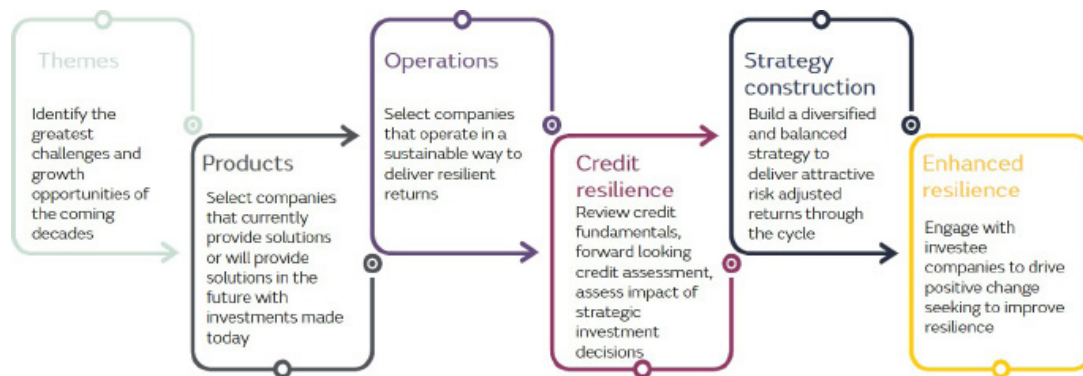 Themes
Identify the
greatest
challenges and
growth
opportunities of
the coming
decades
Products
Select companies
that currently
provide solutions
or will provide
solutions in the
future with
investments made
today
Operations
Select companies
that operate in a
sustainable way to
deliver resilient
returns
Credit
resilience
Review credit
fundamentals,
forward looking
credit assessment,
assess impact of
strategic
investment
decisions
Strategy
construction
Build a diversified
and balanced
strategy to
deliver attractive
risk adjusted
returns through
the cycle
Enhanced
resilience
Engage with
investee
companies to drive
positive change
seeking to improve
resilience